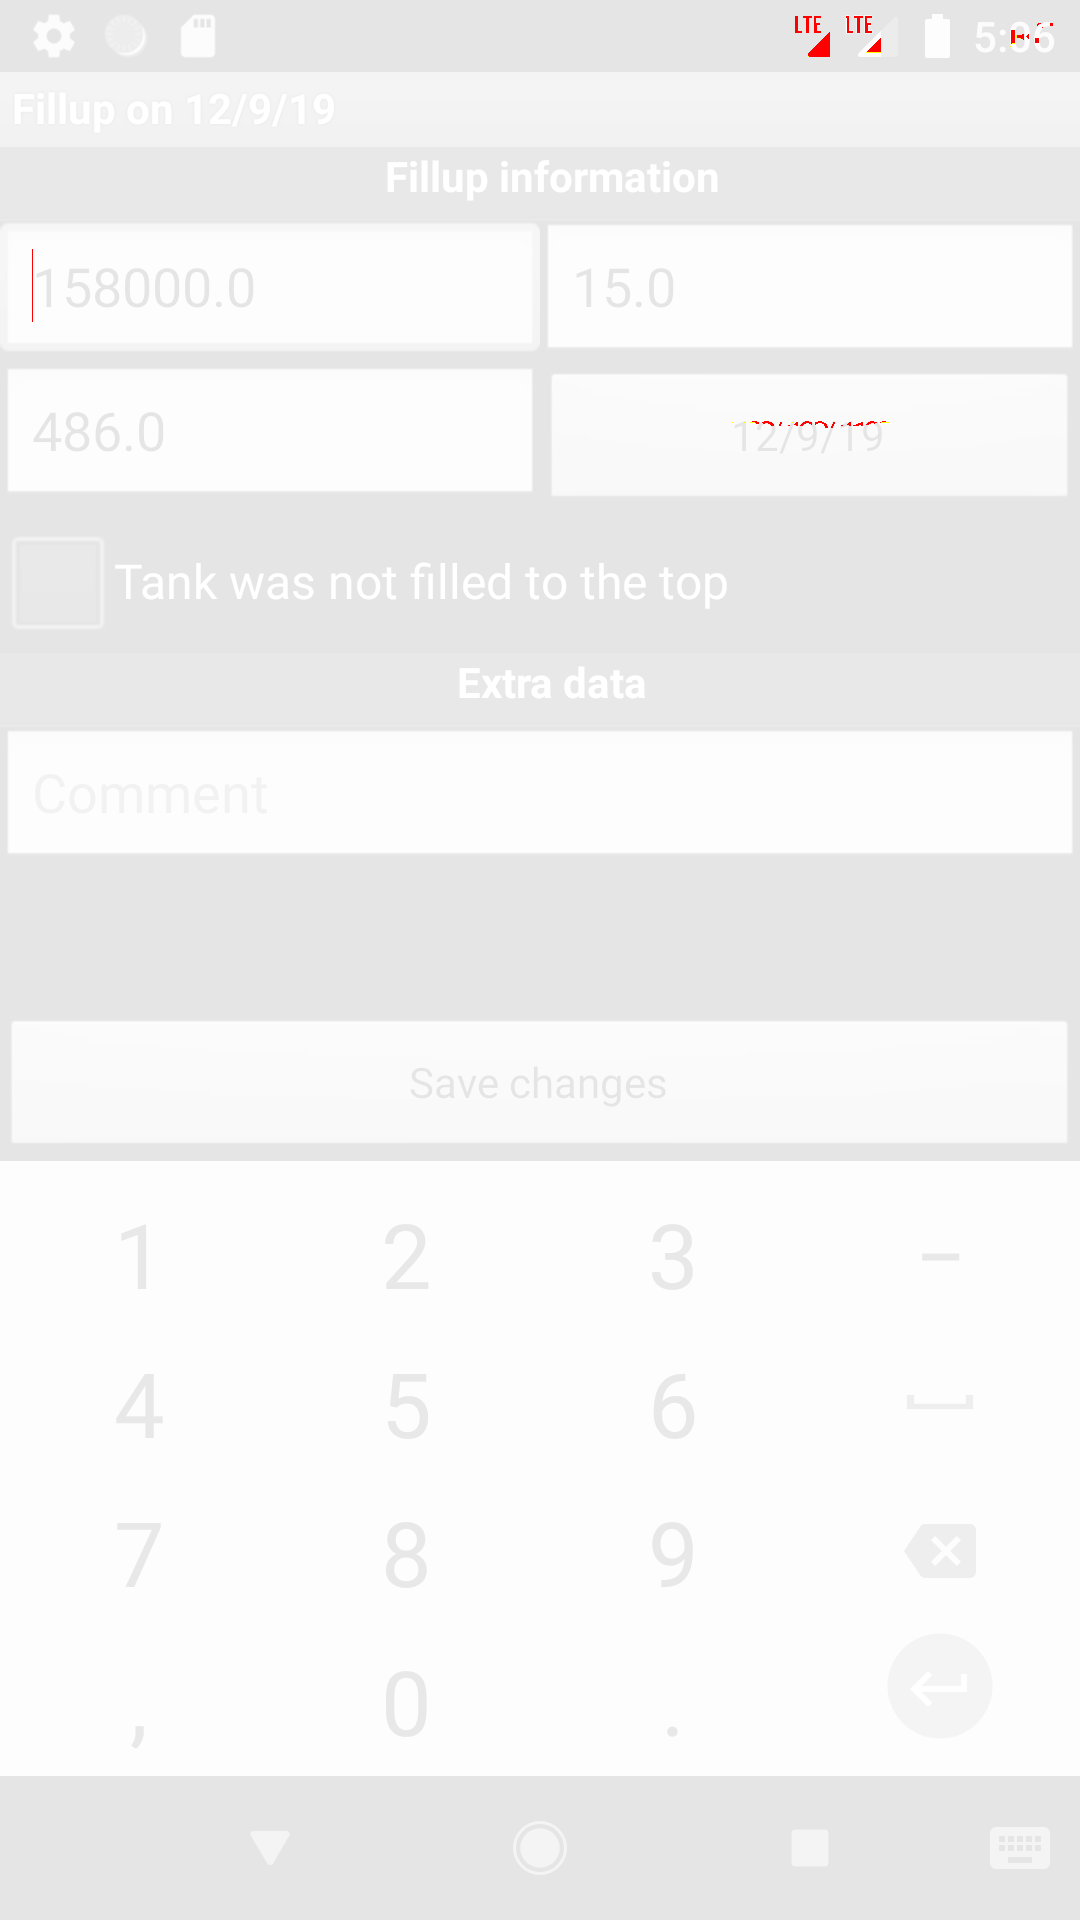 LTE LTE
Fillup on 12/9/19
Fillup information
158000.0 15.0
486.0 12/9/19
Tank was not filled to the top
Extra data
Comment
Save changes
1 2 3 –
4 5 6
7 8 9
, 0 .